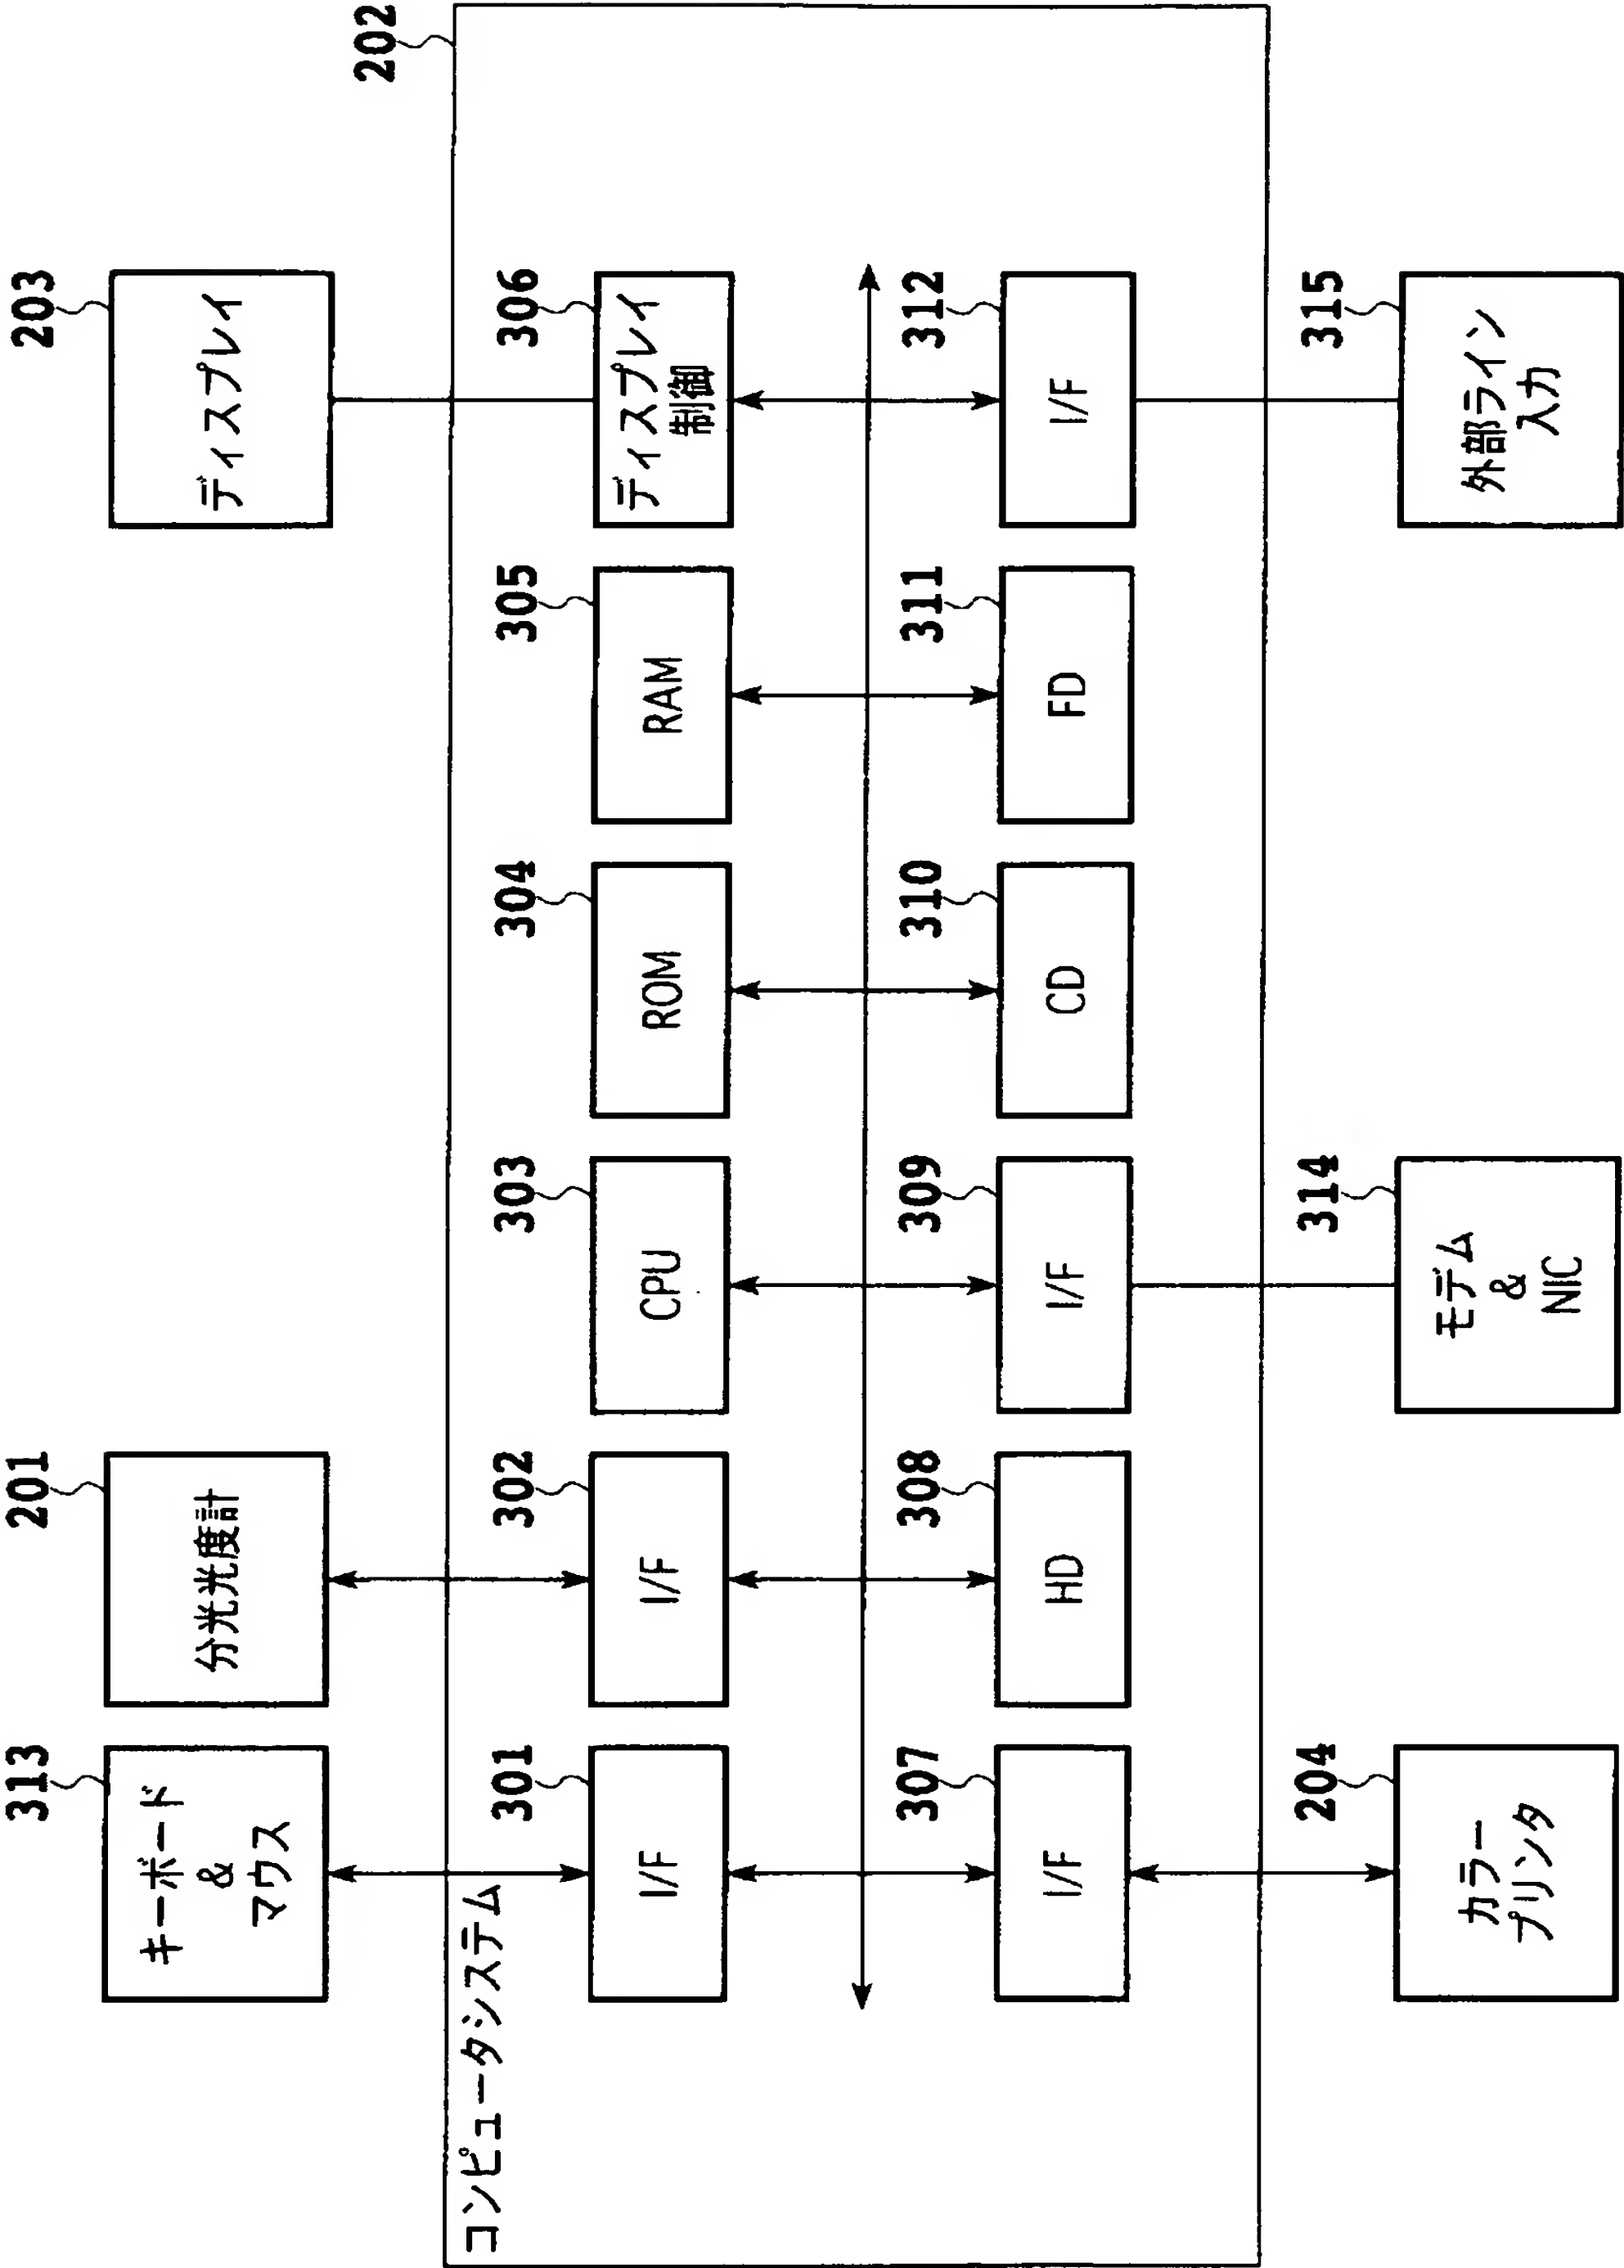 313
キーボード
&
マウス
201
分光光度計
203
ディスプレイ
202
コンピュータシステム
301
I/F
302
I/F
303
CPU
304
ROM
305
RAM
306
ディスプレイ
制御
307
I/F
308
HD
309
I/F
310
CD
311
FD
312
I/F
204
カラー
プリンタ
314
モデム
&
NIC
315
外部ライン
入力